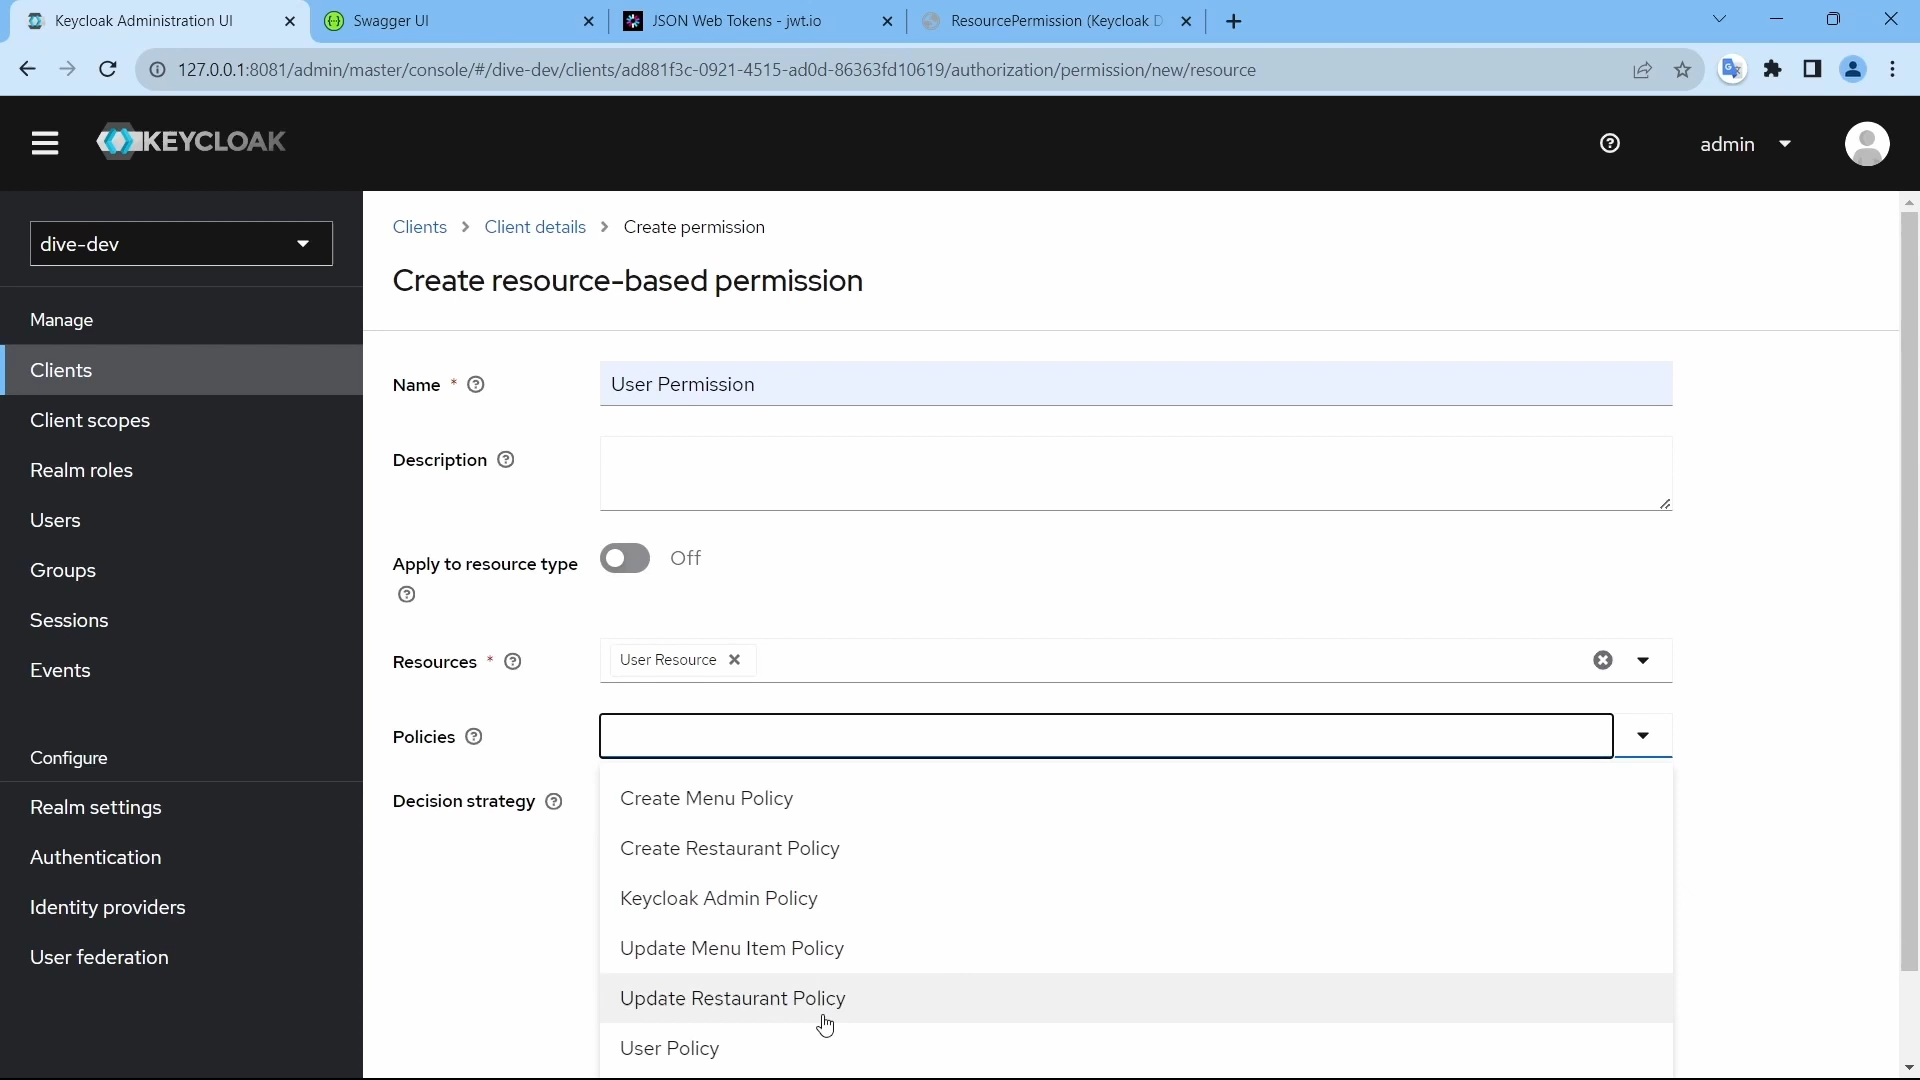 Keycloak Administration UI
Swagger UI
JSON Web Tokens - jwt.io
ResourcePermission (Keycloak D
127.0.0.1:8081/admin/master/console/#/dive-dev/clients/ad881f3c-0921-4515-ad0d-86363fd10619/authorization/permission/new/resource
KEYCLOAK
admin
dive-dev
Manage
Clients
Client scopes
Realm roles
Users
Groups
Sessions
Events
Configure
Realm settings
Authentication
Identity providers
User federation
Clients
Client details
Create permission
Create resource-based permission
Name *
User Permission
Description
Apply to resource type
Off
Resources *
User Resource
Policies
Decision strategy
Create Menu Policy
Create Restaurant Policy
Keycloak Admin Policy
Update Menu Item Policy
Update Restaurant Policy
User Policy